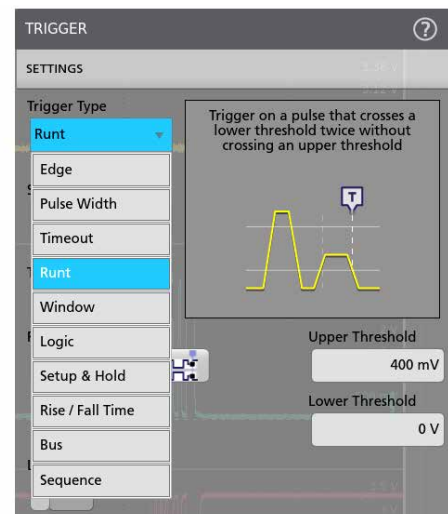 TRIGGER
?
SETTINGS
Trigger Type
Runt
Trigger on a pulse that crosses a
lower threshold twice without
crossing an upper threshold
T
Edge
Pulse Width
Timeout
Runt
Window
Logic
Setup & Hold
Rise / Fall Time
Bus
Sequence
Upper Threshold
400 mV
Lower Threshold
0 V